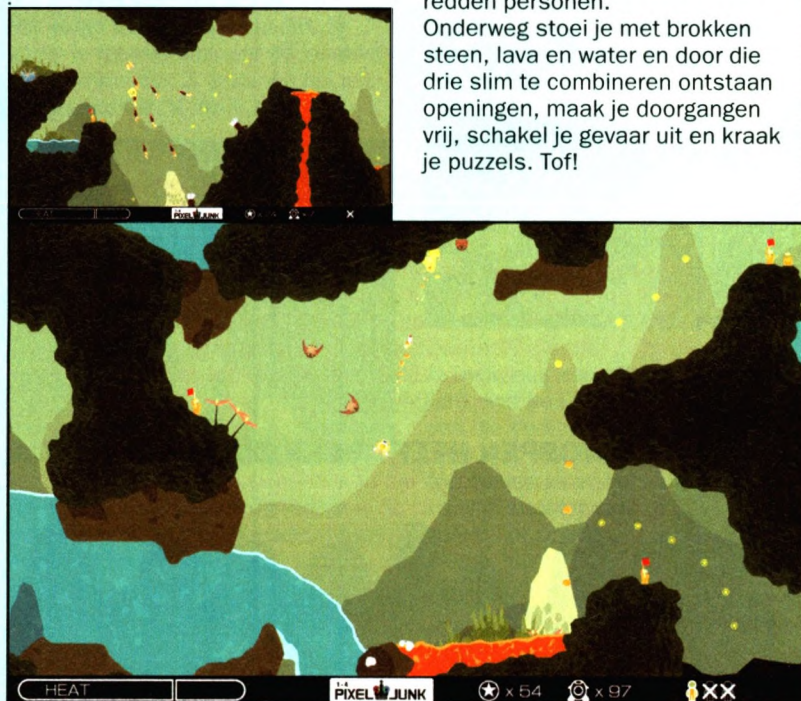 redden personen.
Onderweg stoei je met brokken
steen, lava en water en door die
drie slim te combineren ontstaan
openingen, maak je doorgangen
vrij, schakel je gevaar uit en kraak
je puzzels. Tof!
PIXEL JUNK
HEAT
1-4
PIXEL JUNK
x 54
x 97